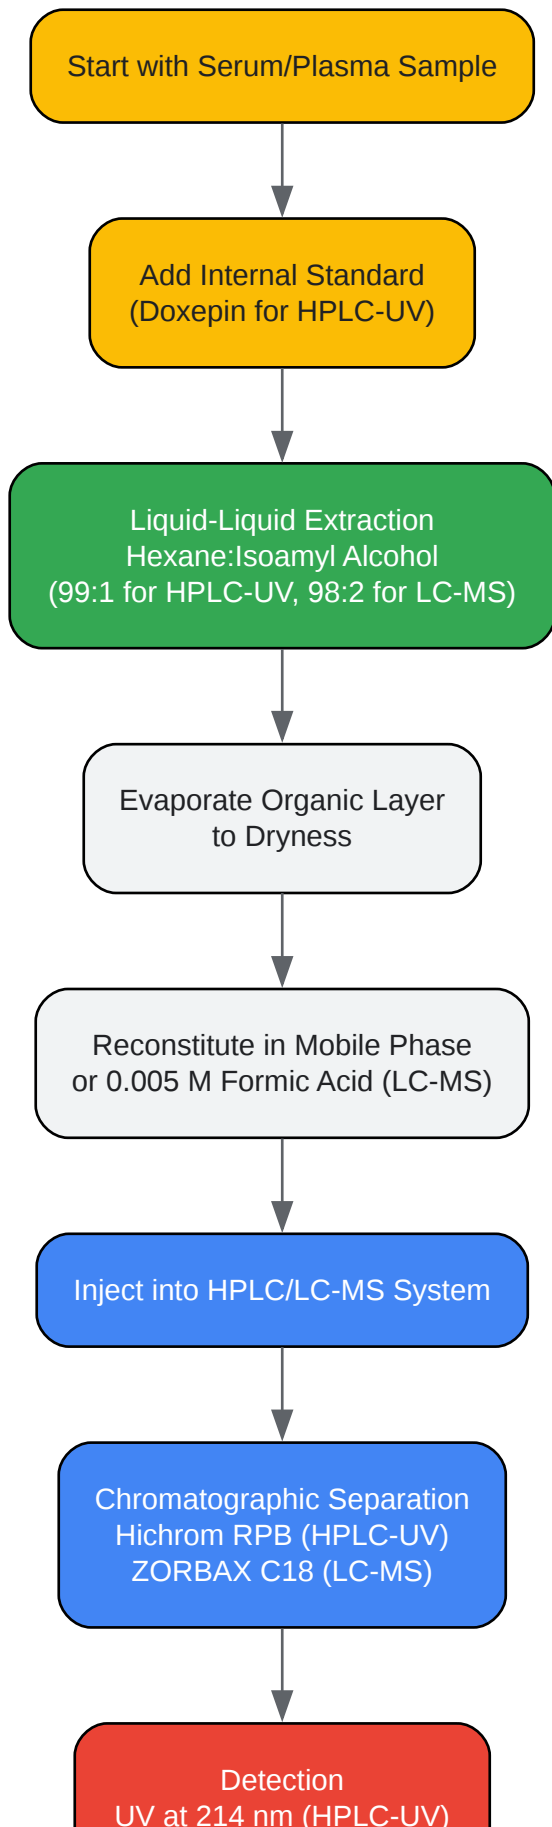 Start with Serum/Plasma Sample
Add Internal Standard
(Doxepin for HPLC-UV)
Liquid-Liquid Extraction
Hexane:Isoamyl Alcohol
(99:1 for HPLC-UV, 98:2 for LC-MS)
Evaporate Organic Layer
to Dryness
Reconstitute in Mobile Phase
or 0.005 M Formic Acid (LC-MS)
Inject into HPLC/LC-MS System
Chromatographic Separation
Hichrom RPB (HPLC-UV)
ZORBAX C18 (LC-MS)
Detection
UV at 214 nm (HPLC-UV)